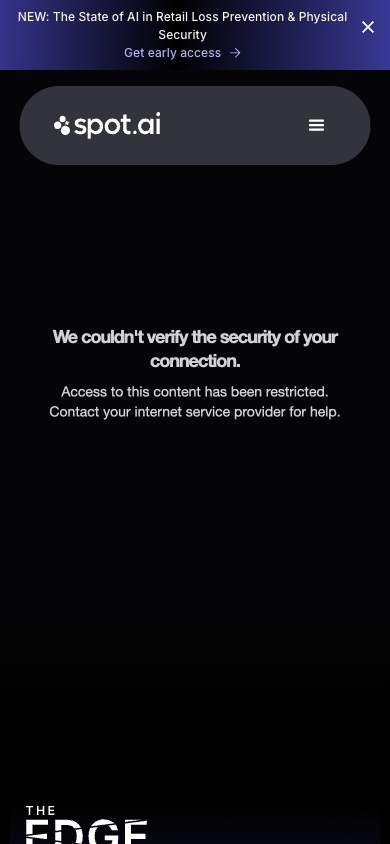 NEW: The State of AI in Retail Loss Prevention & Physical
Security
Get early access
spot.ai
We couldn't verify the security of your
connection.
Access to this content has been restricted.
Contact your internet service provider for help.
THE
EDGE